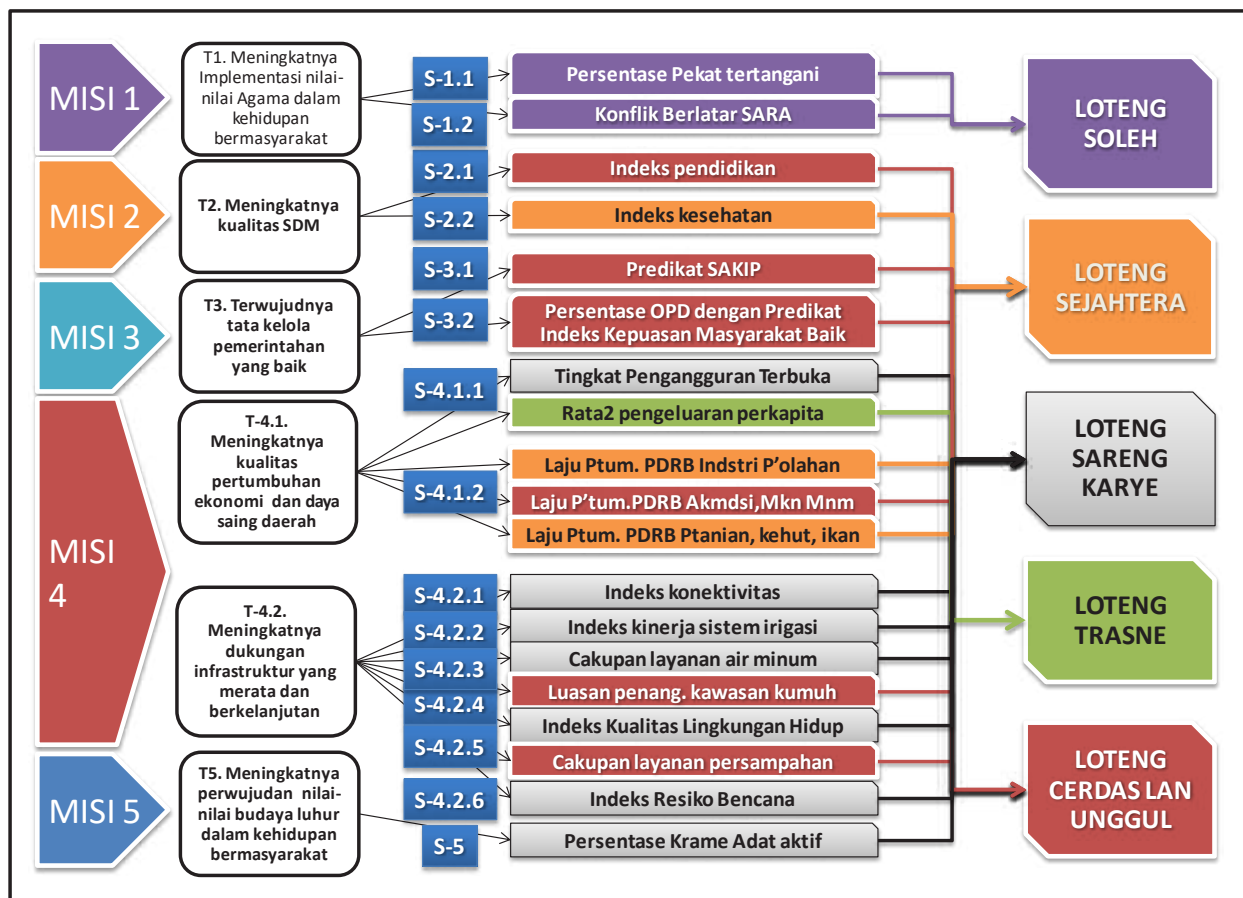 MISI 1
T1. Meningkatnya
Implementasi nilai-
nilai Agama dalam
kehidupan
bermasyarakat
S-1.1
S-1.2
Persentase Pekat tertangani
Konflik Berlatar SARA
LOTENG
SOLEH
MISI 2
T2. Meningkatnya
kualitas SDM
S-2.1
S-2.2
Indeks pendidikan
Indeks kesehatan
LOTENG
SEJAHTERA
MISI 3
T3. Terwujudnya
tata kelola
pemerintahan
yang baik
S-3.1
S-3.2
Predikat SAKIP
Persentase OPD dengan Predikat
Indeks Kepuasan Masyarakat Baik
MISI
4
T-4.1.
Meningkatnya
kualitas
pertumbuhan
ekonomi dan daya
saing daerah
S-4.1.1
S-4.1.2
Tingkat Pengangguran Terbuka
Rata2 pengeluaran perkapita
Laju Ptum. PDRB Indstri P'olahan
Laju P'tum.PDRB Akmdsi,Mkn Mnm
Laju Ptum. PDRB Ptanian, kehut, ikan
LOTENG
SARENG
KARYE
T-4.2.
Meningkatnya
dukungan
infrastruktur yang
merata dan
berkelanjutan
S-4.2.1
S-4.2.2
S-4.2.3
S-4.2.4
S-4.2.5
S-4.2.6
Indeks konektivitas
Indeks kinerja sistem irigasi
Cakupan layanan air minum
Luasan penang. kawasan kumuh
Indeks Kualitas Lingkungan Hidup
Cakupan layanan persampahan
Indeks Resiko Bencana
LOTENG
TRASNE
MISI 5
T5. Meningkatnya
perwujudan nilai-
nilai budaya luhur
dalam kehidupan
bermasyarakat
S-5
Persentase Krame Adat aktif
LOTENG
CERDAS LAN
UNGGUL